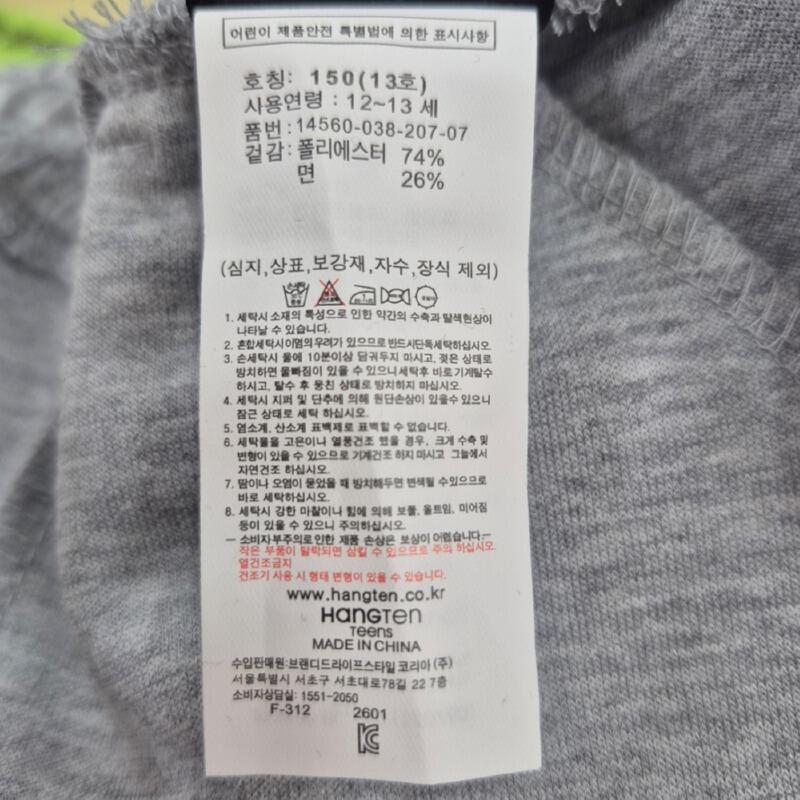 어린이 제품안전 특별법에 의한 표시사항
호칭: 150(13호)
사용연령 : 12~13 세
품번 : 14560-038-207-07
겉감 : 폴리에스터 74%
면 26%
(심지,상표,보강재,자수,장식 제외)
1. 세탁시 소재의 특성으로 인한 약간의 수축과 탈색현상이
나타날 수 있습니다.
2. 혼합세탁시 이염의 우려가 있으므로 반드시 단독세탁하십시오.
3. 손세탁시 물에 10분이상 담궈두지 마시고, 젖은 상태로
방치하면 물빠짐이 있을 수 있으니 세탁후 바로 기계탈수
하시고, 탈수 후 뭉친 상태로 방치하지 마십시오.
4. 세탁시 지퍼 및 단추에 의해 원단손상이 있을수 있으니
잠근 상태로 세탁 하십시오.
5. 염소계, 산소계 표백제로 표백할 수 없습니다.
6. 세탁물을 고온이나 열풍건조 했을 경우, 크게 수축 및
변형이 있을 수 있으므로 기계건조 하지 마시고 그늘에서
자연건조 하십시오.
7. 땀이나 오염이 묻었을 때 방치해두면 변색될 수있으므로
바로 세탁하십시오.
8. 세탁시 강한 마찰이나 힘에 의해 보풀, 올트임, 미어짐
등이 있을 수 있으니 주의하십시오.
— 소비자 부주의로 인한 제품 손상은 보상이 어렵습니다.—
작은 부품이 탈락되면 삼킬 수 있으므로 주의 하십시오.
열건조금지
건조기 사용 시 형태 변형이 있을 수 있습니다.
www.hangten.co.kr
HANGTEN
Teens
MADE IN CHINA
수입판매원:브랜디드라이프스타일 코리아 (주)
서울특별시 서초구 서초대로78길 22 7층
소비자상담실: 1551-2050
F-312 2601